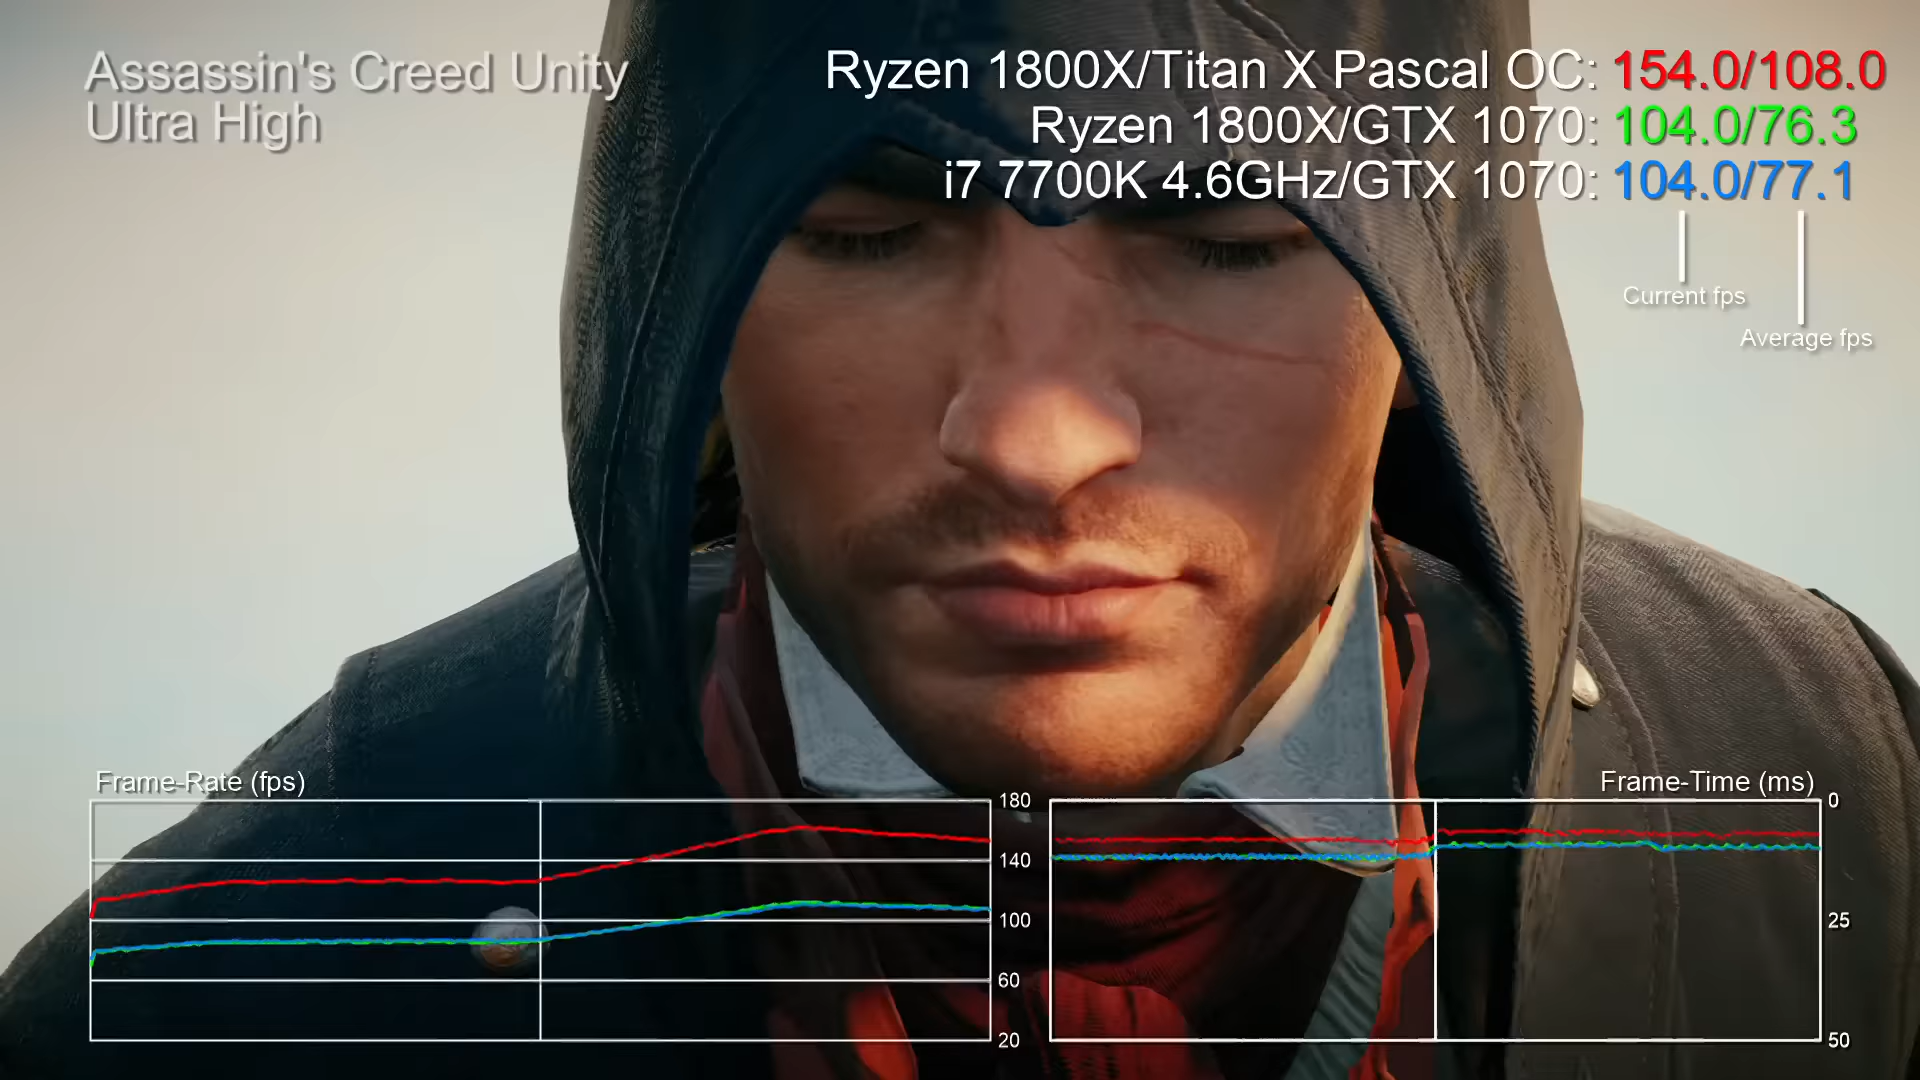 Assassin's Creed Unity
Ultra High
Ryzen 1800X/Titan X Pascal OC: 154.0/108.0
Ryzen 1800X/GTX 1070: 104.0/76.3
i7 7700K 4.6GHz/GTX 1070: 104.0/77.1
Current fps
Average fps
Frame-Rate (fps)
180
140
100
60
20
Frame-Time (ms)
0
25
50